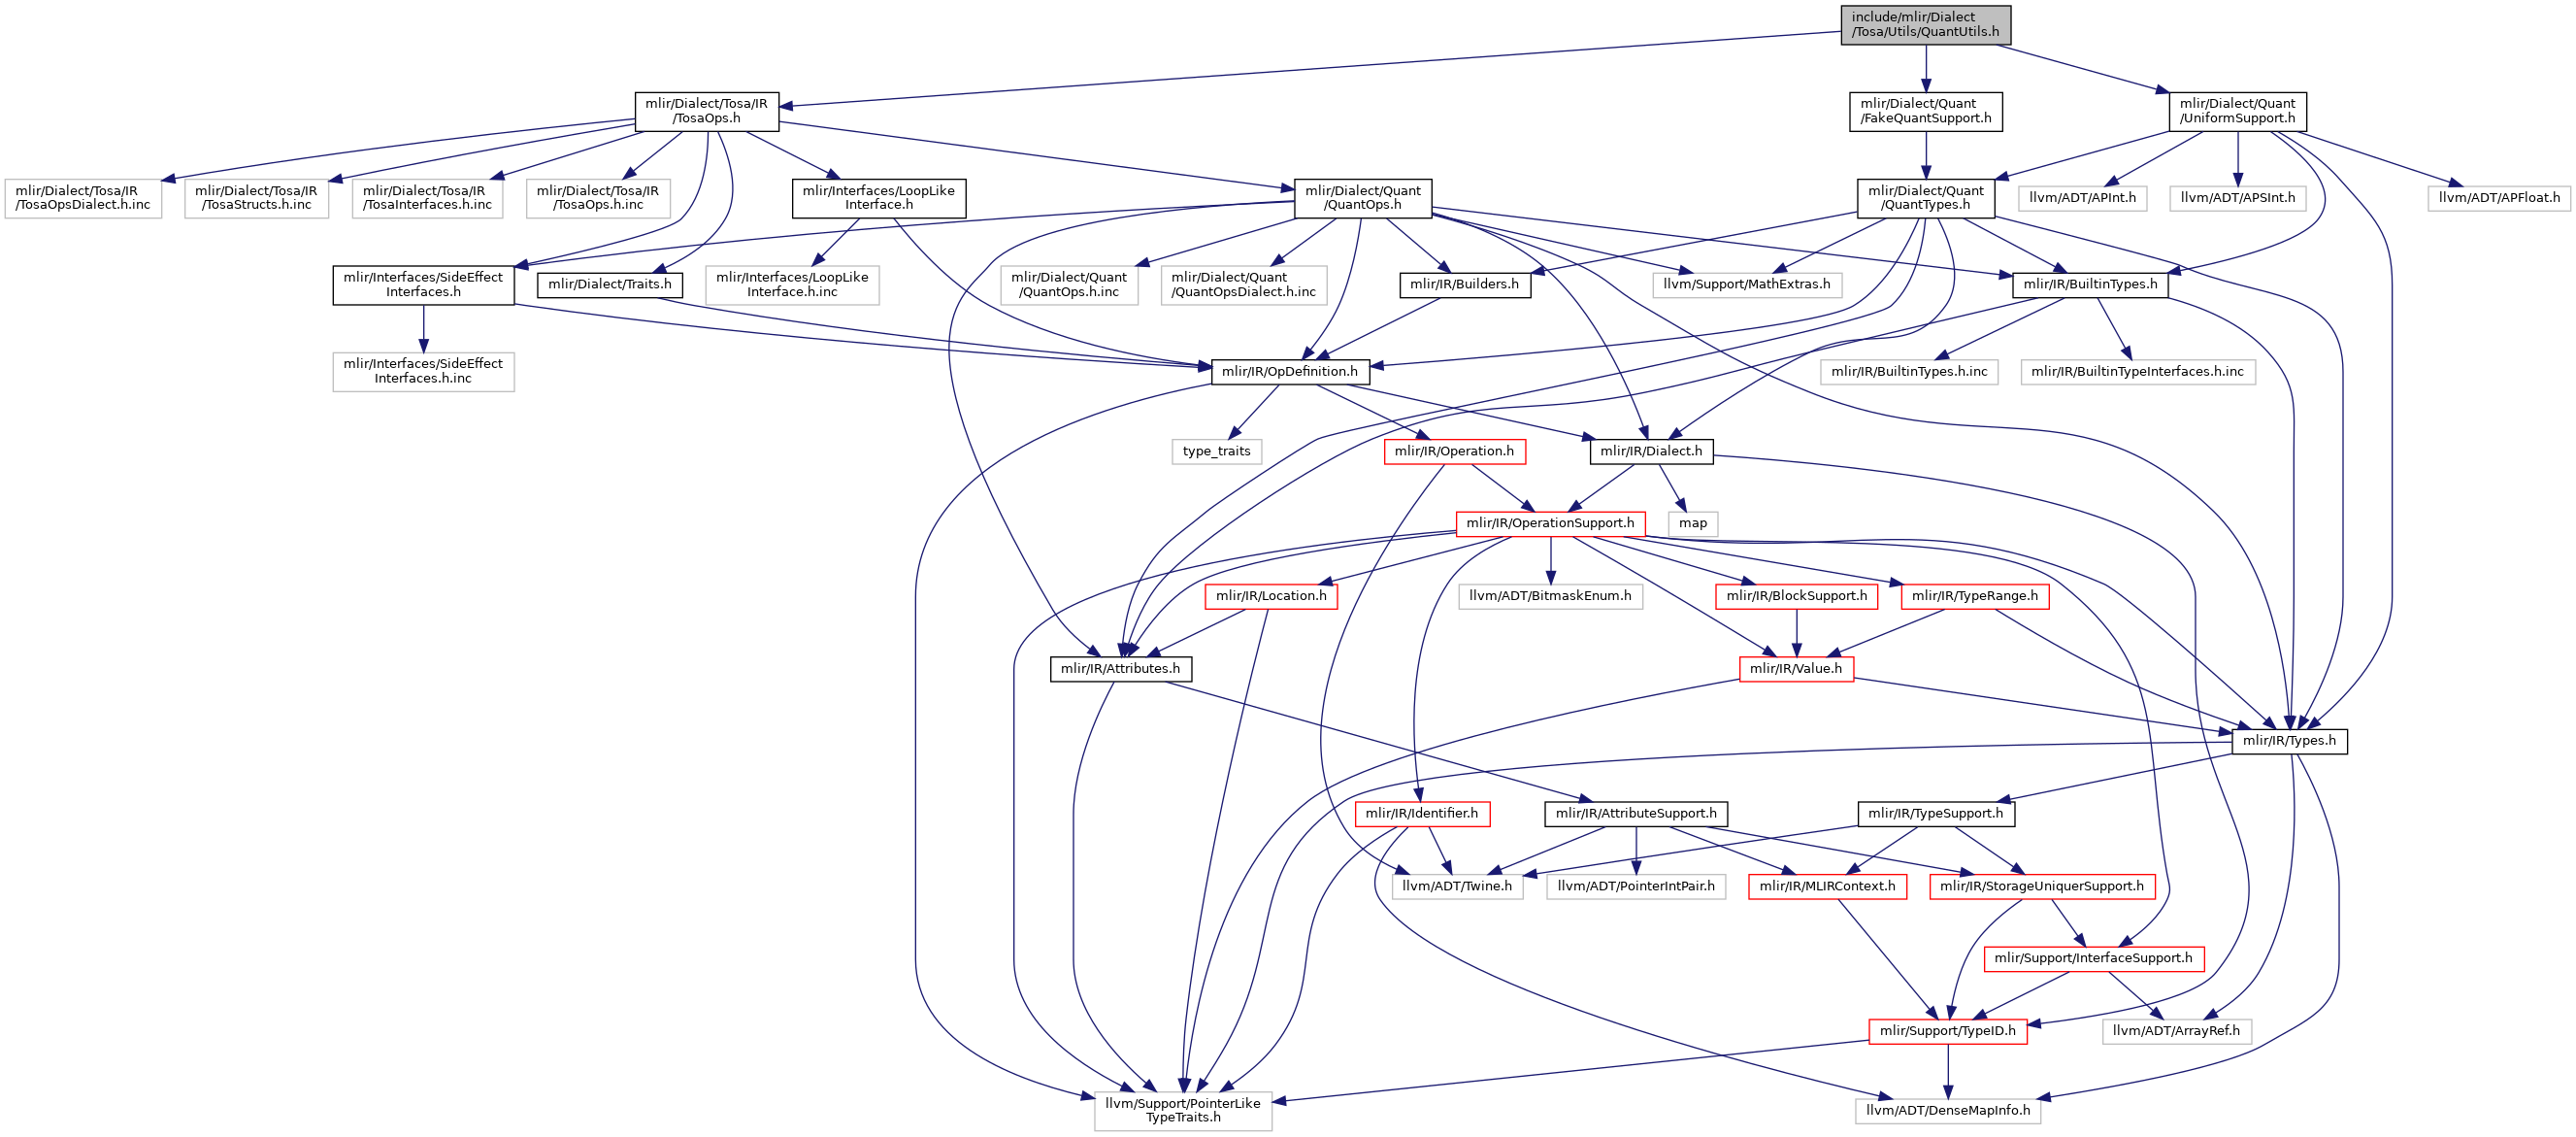 include/mlir/Dialect
/Tosa/Utils/QuantUtils.h
mlir/Dialect/Tosa/IR
/TosaOps.h
mlir/Dialect/Quant
/FakeQuantSupport.h
mlir/Dialect/Quant
/UniformSupport.h
mlir/Dialect/Tosa/IR
/TosaOpsDialect.h.inc
mlir/Dialect/Tosa/IR
/TosaStructs.h.inc
mlir/Dialect/Tosa/IR
/TosaInterfaces.h.inc
mlir/Dialect/Tosa/IR
/TosaOps.h.inc
mlir/Interfaces/LoopLike
Interface.h
mlir/Dialect/Quant
/QuantOps.h
mlir/Dialect/Quant
/QuantTypes.h
llvm/ADT/APInt.h
llvm/ADT/APSInt.h
llvm/ADT/APFloat.h
mlir/Interfaces/SideEffect
Interfaces.h
mlir/Dialect/Traits.h
mlir/Interfaces/LoopLike
Interface.h.inc
mlir/Dialect/Quant
/QuantOps.h.inc
mlir/Dialect/Quant
/QuantOpsDialect.h.inc
mlir/IR/Builders.h
llvm/Support/MathExtras.h
mlir/IR/BuiltinTypes.h
mlir/Interfaces/SideEffect
Interfaces.h.inc
mlir/IR/OpDefinition.h
mlir/IR/BuiltinTypes.h.inc
mlir/IR/BuiltinTypeInterfaces.h.inc
type_traits
mlir/IR/Operation.h
mlir/IR/Dialect.h
mlir/IR/OperationSupport.h
map
mlir/IR/Location.h
llvm/ADT/BitmaskEnum.h
mlir/IR/BlockSupport.h
mlir/IR/TypeRange.h
mlir/IR/Attributes.h
mlir/IR/Value.h
mlir/IR/Types.h
mlir/IR/Identifier.h
mlir/IR/AttributeSupport.h
mlir/IR/TypeSupport.h
llvm/ADT/Twine.h
llvm/ADT/PointerIntPair.h
mlir/IR/MLIRContext.h
mlir/IR/StorageUniquerSupport.h
mlir/Support/InterfaceSupport.h
mlir/Support/TypeID.h
llvm/ADT/ArrayRef.h
llvm/Support/PointerLike
TypeTraits.h
llvm/ADT/DenseMapInfo.h